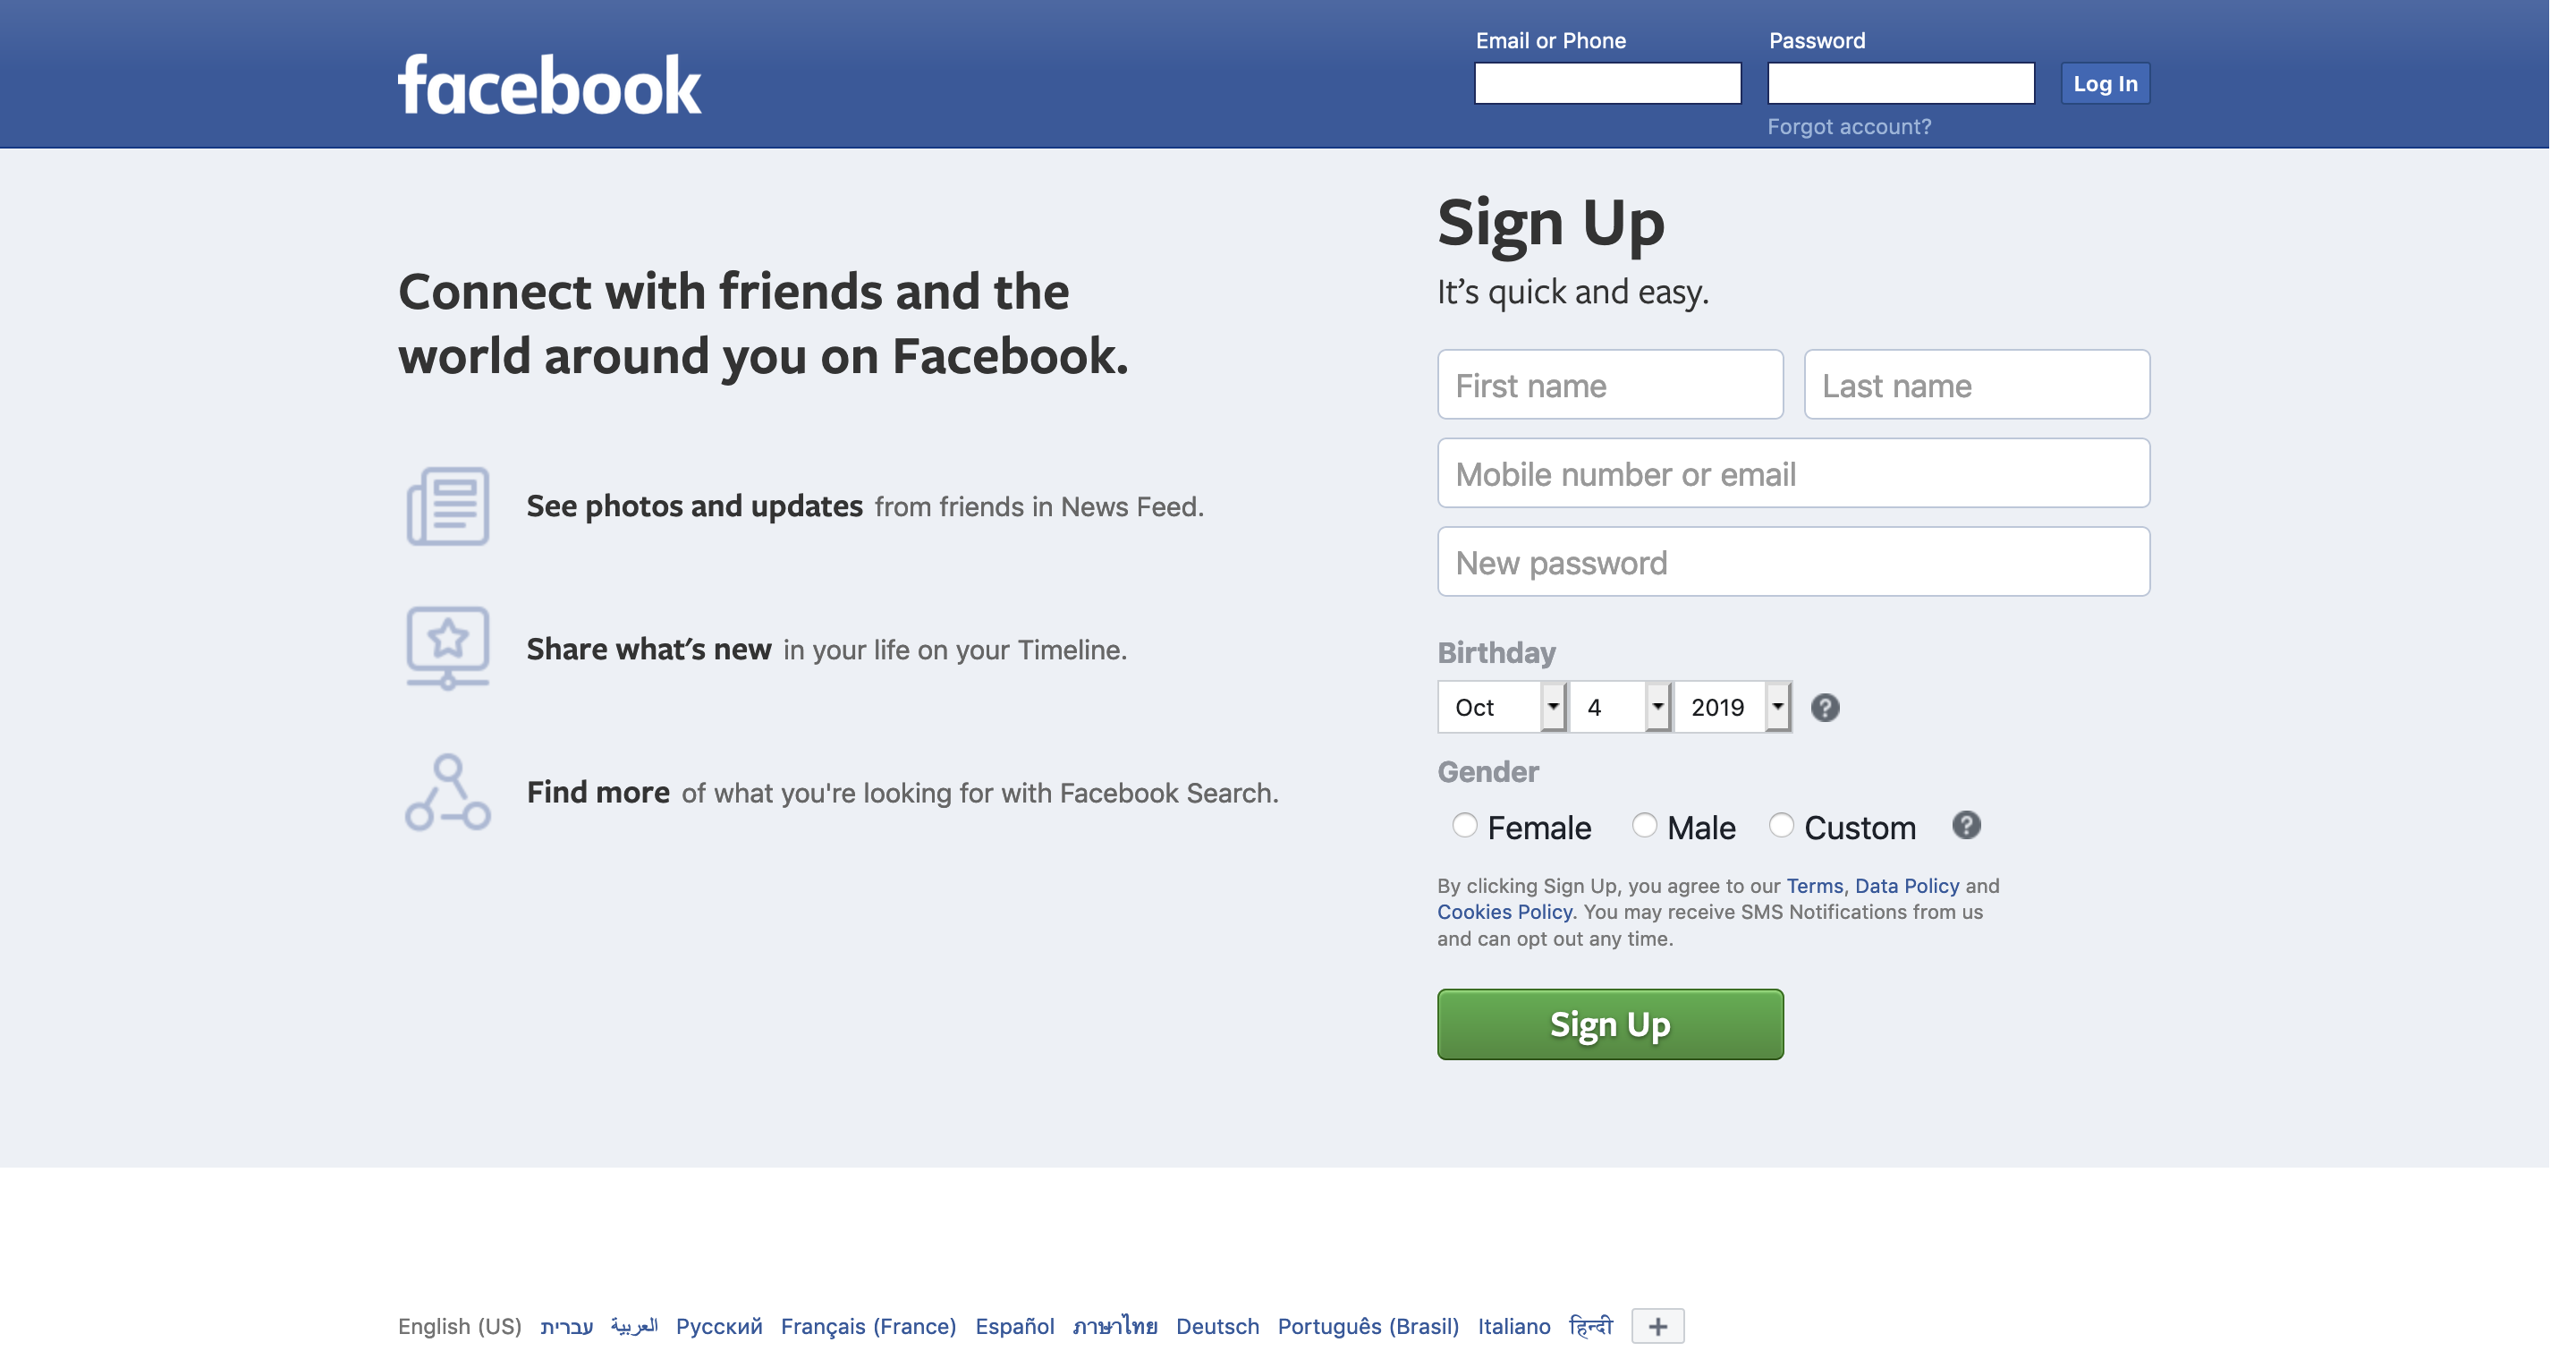 facebook
Email or Phone
Password
Log In
Forgot account?
Connect with friends and the
world around you on Facebook.
See photos and updates from friends in News Feed.
Share what's new in your life on your Timeline.
Find more of what you're looking for with Facebook Search.
Sign Up
It’s quick and easy.
First name
Last name
Mobile number or email
New password
Birthday
Oct 4 2019 ?
Gender
Female Male Custom ?
By clicking Sign Up, you agree to our Terms, Data Policy and
Cookies Policy. You may receive SMS Notifications from us
and can opt out any time.
Sign Up
English (US) עברית العربية Русский Français (France) Español ภาษาไทย Deutsch Português (Brasil) Italiano हिन्दी +